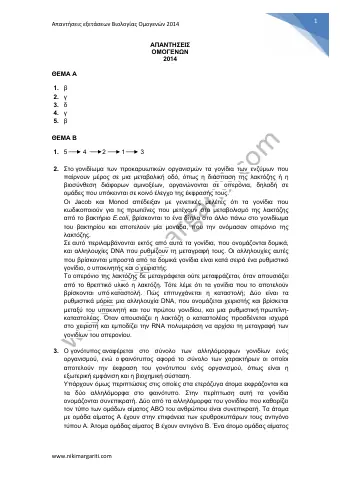 Απαντήσεις εξετάσεων Βιολογίας Ομογενών 2014
1
ΑΠΑΝΤΗΣΕΙΣ
ΟΜΟΓΕΝΩΝ
2014
ΘΕΜΑ Α
1. β
2. γ
3. δ
4. γ
5. β
ΘΕΜΑ Β
1. 5 → 4 → 2 → 1 → 3
2. Στο γονιδίωμα των προκαρυωτικών οργανισμών τα γονίδια των ενζύμων που
παίρνουν μέρος σε μια μεταβολική οδό, όπως η διάσπαση της λακτόζης ή η
βιοσύνθεση διάφορων αμινοξέων, οργανώνονται σε οπερόνια, δηλαδή σε
ομάδες που υπόκεινται σε κοινό έλεγχο της έκφρασής τους."
Οι Jacob και Monod απέδειξαν με γενετικές μελέτες ότι τα γονίδια που
κωδικοποιούν για τις πρωτεΐνες που μετέχουν στο μεταβολισμό της λακτόζης
από το βακτήριο E.coli, βρίσκονται το ένα δίπλα στο άλλο πάνω στο γονιδίωμα
του βακτηρίου και αποτελούν μία μονάδα, που την ονόμασαν οπερόνιο της
λακτόζης.
Σε αυτό περιλαμβάνονται εκτός από αυτά τα γονίδια, που ονομάζονται δομικά,
και αλληλουχίες DNA που ρυθμίζουν τη μεταγραφή τους. Οι αλληλουχίες αυτές
που βρίσκονται μπροστά από τα δομικά γονίδια είναι κατά σειρά ένα ρυθμιστικό
γονίδιο, ο υποκινητής και ο χειριστής.
Το οπερόνιο της λακτόζης δε μεταγράφεται ούτε μεταφράζεται, όταν απουσιάζει
από το θρεπτικό υλικό η λακτόζη. Τότε λέμε ότι τα γονίδια που το αποτελούν
βρίσκονται υπό καταστολή. Πώς επιτυγχάνεται η καταστολή; Δύο είναι τα
ρυθμιστικά μόρια: μια αλληλουχία DNA, που ονομάζεται χειριστής και βρίσκεται
μεταξύ του υποκινητή και του πρώτου γονιδίου, και μια ρυθμιστική πρωτεΐνη-
καταστολέας. Όταν απουσιάζει η λακτόζη ο καταστολέας προσδένεται ισχυρά
στο χειριστή και εμποδίζει την RNA πολυμεράση να αρχίσει τη μεταγραφή των
γονιδίων του οπερονίου.
3. Ο γονότυπος αναφέρεται στο σύνολο των αλληλόμορφων γονιδίων ενός
οργανισμού, ενώ ο φαινότυπος αφορά το σύνολο των χαρακτήρων οι οποίοι
αποτελούν την έκφραση του γονότυπου ενός οργανισμού, όπως είναι η
εξωτερική εμφάνιση και η βιοχημική σύσταση.
Υπάρχουν όμως περιπτώσεις στις οποίες στα ετερόζυγα άτομα εκφράζονται και
τα δύο αλληλόμορφα στο φαινότυπο. Στην περίπτωση αυτή τα γονίδια
ονομάζονται συνεπικρατή. Δύο από τα αλληλόμορφα του γονιδίου που καθορίζει
τον τύπο των ομάδων αίματος ΑΒΟ του ανθρώπου είναι συνεπικρατή. Τα άτομα
με ομάδα αίματος Α έχουν στην επιφάνεια των ερυθροκυττάρων τους αντιγόνο
τύπου Α. Άτομα ομάδας αίματος Β έχουν αντιγόνο Β. Ένα άτομο ομάδας αίματος
www.nikimargariti.com